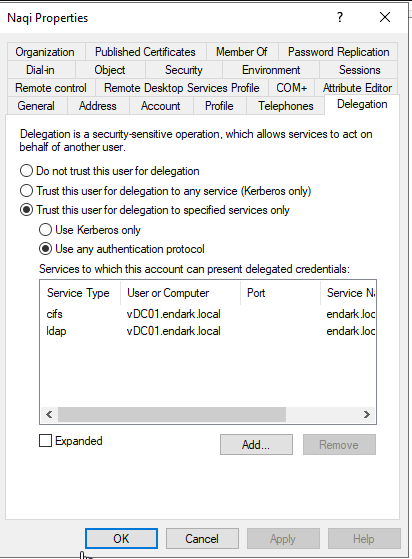 Naqi Properties
Organization Published Certificates Member Of Password Replication
Dial-in Object Security Environment Sessions
Remote control Remote Desktop Services Profile COM+ Attribute Editor
General Address Account Profile Telephones Delegation
Delegation is a security-sensitive operation, which allows services to act on
behalf of another user.
Do not trust this user for delegation
Trust this user for delegation to any service (Kerberos only)
Trust this user for delegation to specified services only
Use Kerberos only
Use any authentication protocol
Services to which this account can present delegated credentials:
Service Type User or Computer Port Service Na
cifs vDC01.endark.local endark.loc
ldap vDC01.endark.local endark.loc
Expanded Add... Remove
OK Cancel Apply Help